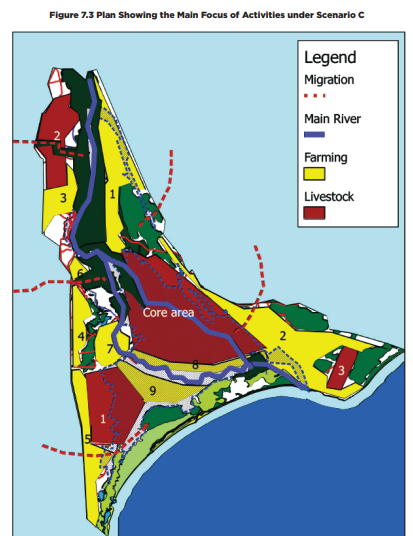 Figure 7.3 Plan Showing the Main Focus of Activities under Scenario C
Legend
Migration
Main River
Farming
Livestock
2
3
1
6
Core area
4
7
2
8
3
9
1
5